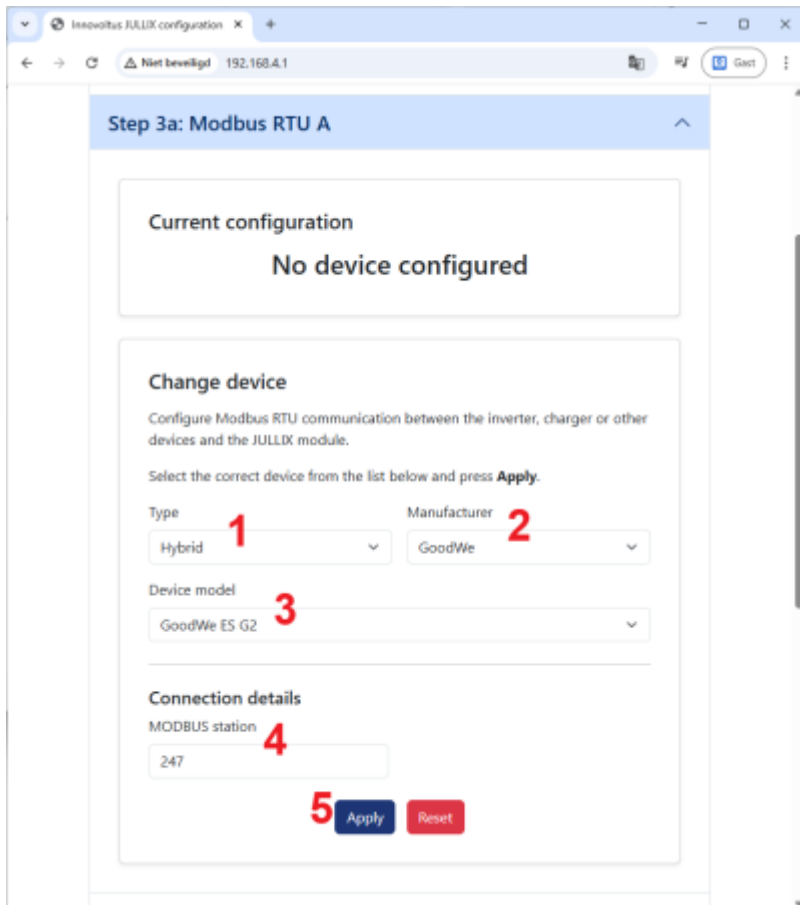 Innovoltus JULLIX configuration
Niet beveiligd 192.168.4.1 Gast
Step 3a: Modbus RTU A
Current configuration
No device configured
Change device
Configure Modbus RTU communication between the inverter, charger or other
devices and the JULLIX module.
Select the correct device from the list below and press Apply.
Type 1 Manufacturer 2
Hybrid GoodWe
Device model 3
GoodWe ES G2
Connection details
MODBUS station 4
247
5 Apply Reset